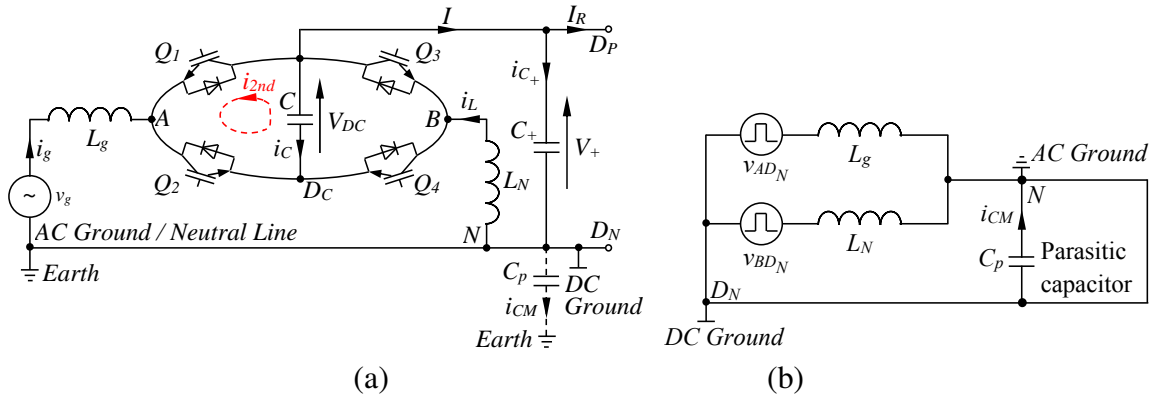 I I_R
D_P
Q_1 Q_3
i_2nd C V_DC
i_C+
C_+ V_+
A B i_L
L_g
i_g
i_C
Q_2 Q_4
D_C
L_N
~ v_g
AC Ground / Neutral Line N D_N
Earth
C_p DC
Ground
i_CM
Earth
(a)
v_AD_N L_g
AC Ground
N
v_BD_N L_N
i_CM
C_p Parasitic
capacitor
D_N
DC Ground
(b)